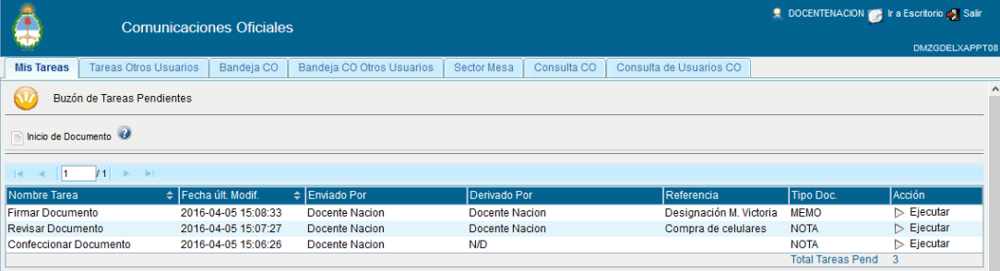 DOCENTENACION Ir a Escritorio Salir
Comunicaciones Oficiales
DMZGDELXAPPT08
Mis Tareas Tareas Otros Usuarios Bandeja CO Bandeja CO Otros Usuarios Sector Mesa Consulta CO Consulta de Usuarios CO
Buzón de Tareas Pendientes
Inicio de Documento ?
1 / 1
Nombre Tarea Fecha últ. Modif. Enviado Por Derivado Por Referencia Tipo Doc. Acción
Firmar Documento 2016-04-05 15:08:33 Docente Nacion Docente Nacion Designación M. Victoria MEMO Ejecutar
Revisar Documento 2016-04-05 15:07:27 Docente Nacion Docente Nacion Compra de celulares NOTA Ejecutar
Confeccionar Documento 2016-04-05 15:06:26 Docente Nacion N/D NOTA Ejecutar
Total Tareas Pend 3